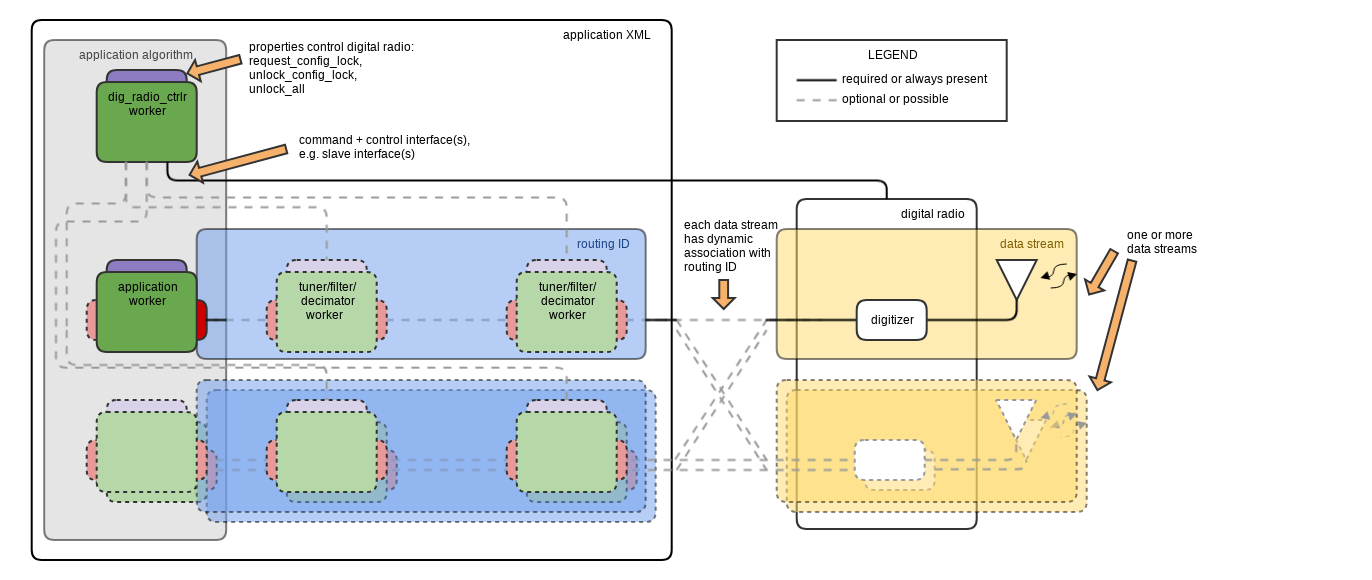 application XML
application algorithm
properties control digital radio:
request_config_lock,
unlock_config_lock,
unlock_all
LEGEND
required or always present
optional or possible
dig_radio_ctrlr
worker
command + control interface(s),
e.g. slave interface(s)
digital radio
each data stream
has dynamic
association with
routing ID
routing ID
data stream
one or more
data streams
application
worker
tuner/filter/
decimator
worker
tuner/filter/
decimator
worker
digitizer